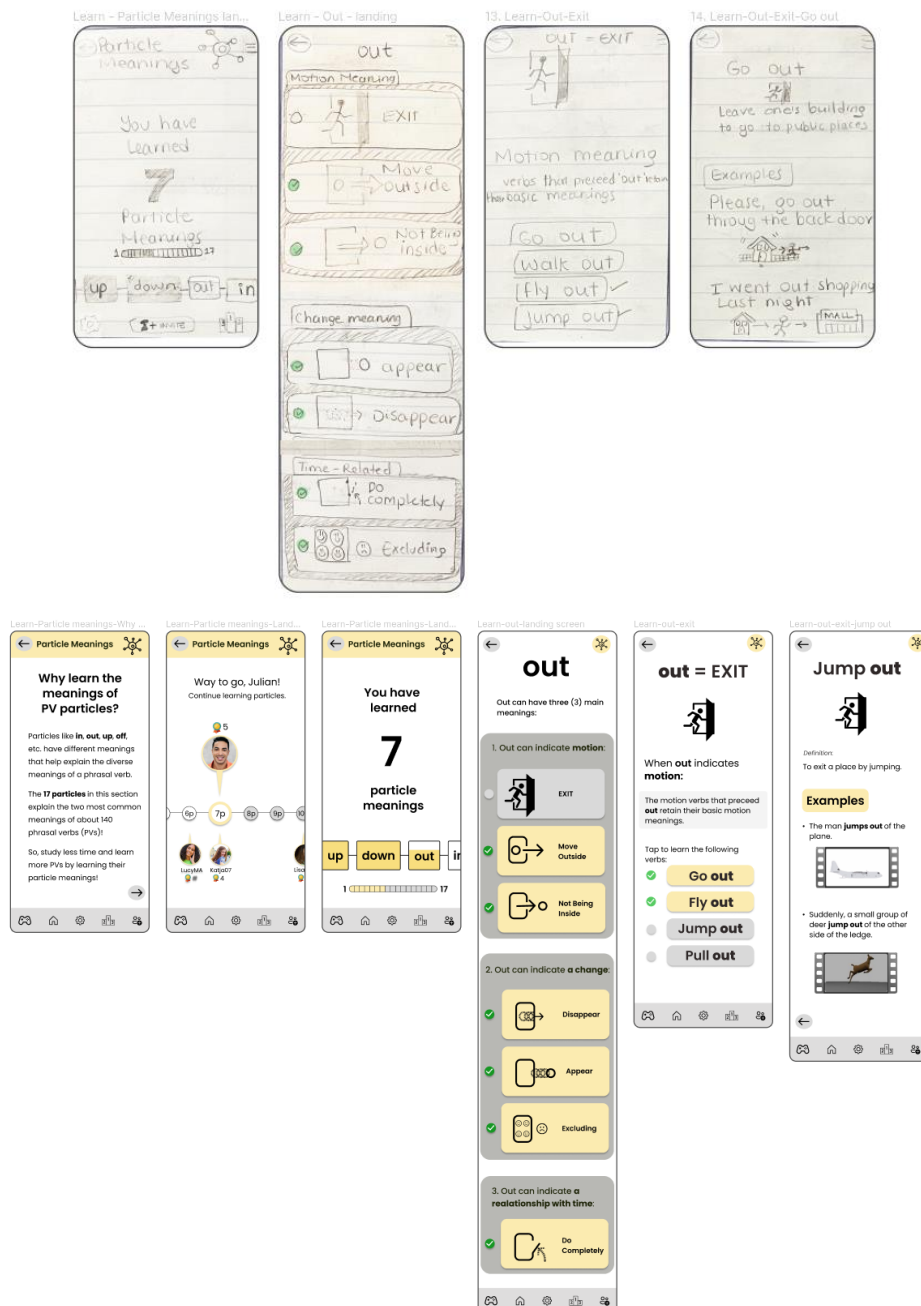 Learn - Particle Meanings lan...
Particle
Meanings
You have
Learned
7
Particle
Meanings
1 17
up down out in
+ INVITE
Learn - Out - landing
out
Motion Meaning
EXIT
Move
outside
Not Being
inside
Change meaning
appear
Disappear
Time-Related
Do
completely
Excluding
13. Learn-Out-Exit
OUT = EXIT
Motion meaning
verbs that preceed 'out' retain
their basic meanings
Go out
walk out
fly out
jump out
14. Learn-Out-Exit-Go out
Go out
Leave one's building
to go to public places
Examples
Please, go out
throug the back door
I went out shopping
Last night
MALL
Learn-Particle meanings-Why ...
Particle Meanings
Why learn the
meanings of
PV particles?
Particles like in, out, up, off,
etc. have different meanings
that help explain the diverse
meanings of a phrasal verb.
The 17 particles in this section
explain the two most common
meanings of about 140
phrasal verbs (PVs)!
So, study less time and learn
more PVs by learning their
particle meanings!
Learn-Particle meanings-Land...
Particle Meanings
Way to go, Julian!
Continue learning particles.
5
6p 7p 8p 9p 10
LucyMA Katja07 Lisa
# 4
Learn-Particle meanings-Land...
Particle Meanings
You have
learned
7
particle
meanings
up down out in
1 17
Learn-out-landing screen
out
Out can have three (3) main
meanings:
1. Out can indicate motion:
EXIT
Move
Outside
Not Being
Inside
2. Out can indicate a change:
Disappear
Appear
Excluding
3. Out can indicate a
realationship with time:
Do
Completely
Learn-out-exit
out = EXIT
When out indicates
motion:
The motion verbs that preceed
out retain their basic motion
meanings.
Tap to learn the following
verbs:
Go out
Fly out
Jump out
Pull out
Learn-out-exit-jump out
Jump out
Definition:
To exit a place by jumping.
Examples
• The man jumps out of the
plane.
• Suddenly, a small group of
deer jump out of the other
side of the ledge.